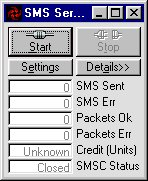 SMS Ser...
Start
Stop
Settings
Details>>
0 SMS Sent
0 SMS Err
0 Packets Ok
0 Packets Err
Unknown Credit (Units)
Closed SMSC Status